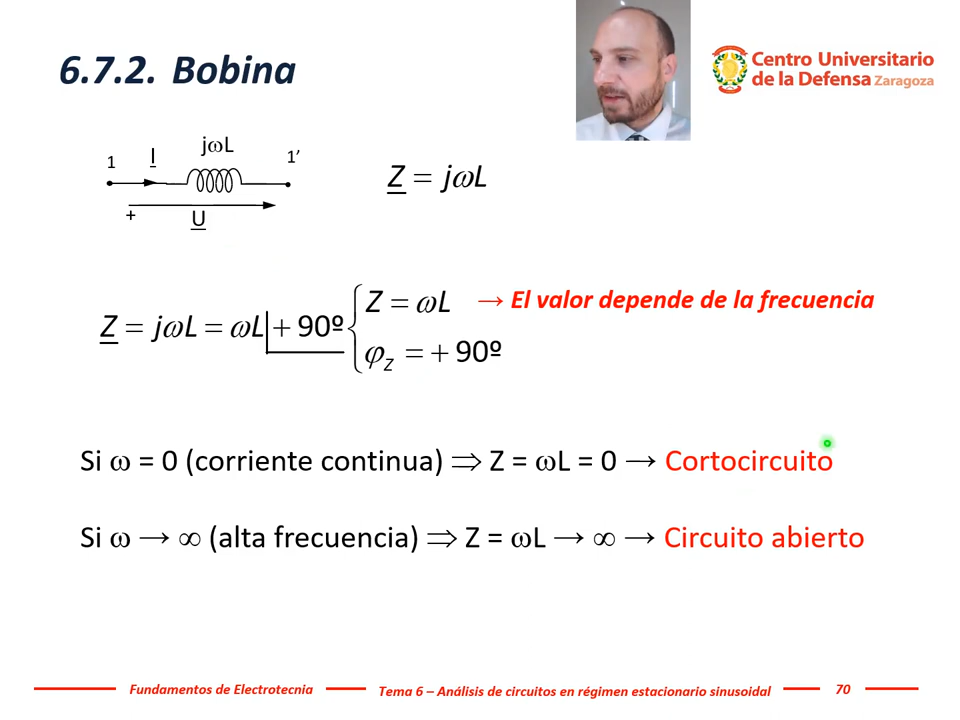 6.7.2. Bobina
Centro Universitario
de la Defensa Zaragoza
jωL
1 I 1’
+ U
Z = jωL
Z = jωL = ωL +90º
Z = ωL → El valor depende de la frecuencia
φZ = +90º
Si ω = 0 (corriente continua) ⇒ Z = ωL = 0 → Cortocircuito
Si ω → ∞ (alta frecuencia) ⇒ Z = ωL → ∞ → Circuito abierto
Fundamentos de Electrotecnia
Tema 6 – Análisis de circuitos en régimen estacionario sinusoidal
70